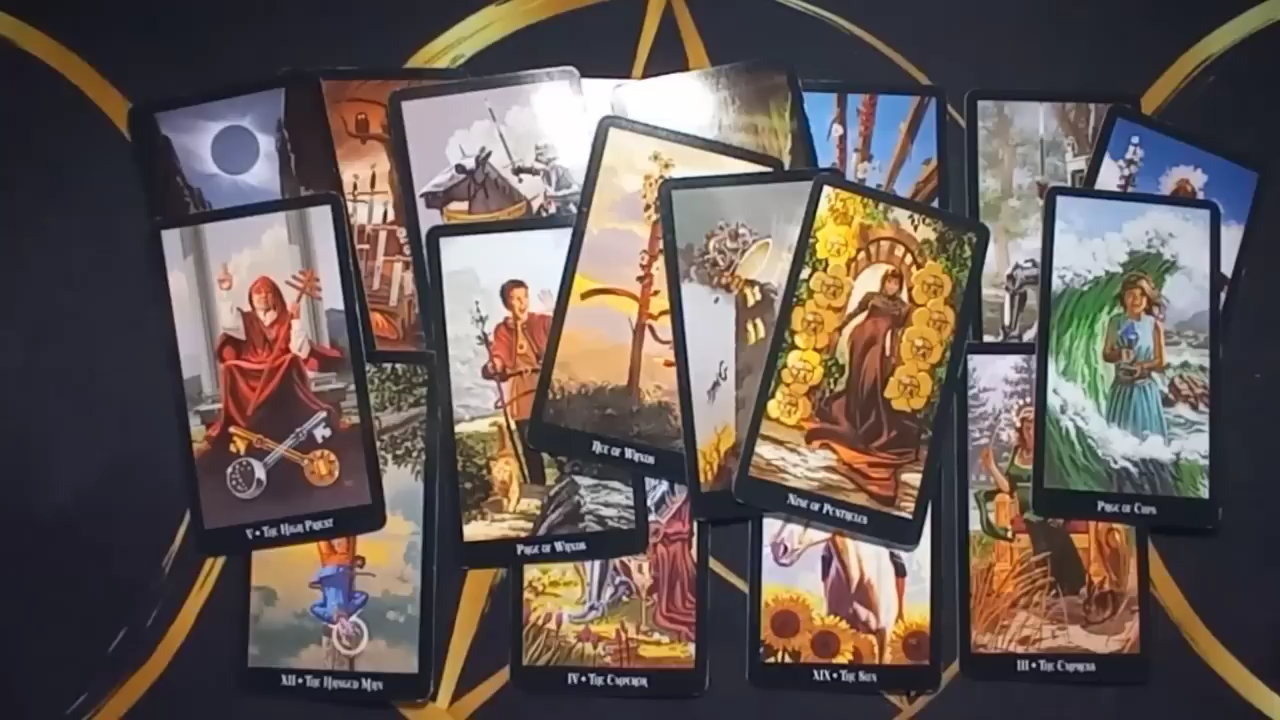 V • THE HIGH PRIEST
PAGE OF WANDS
ACE OF WANDS
NINE OF PENTACLES
PAGE OF CUPS
XII • THE HANGED MAN
IV • THE EMPEROR
XIX • THE SUN
III • THE EMPRESS